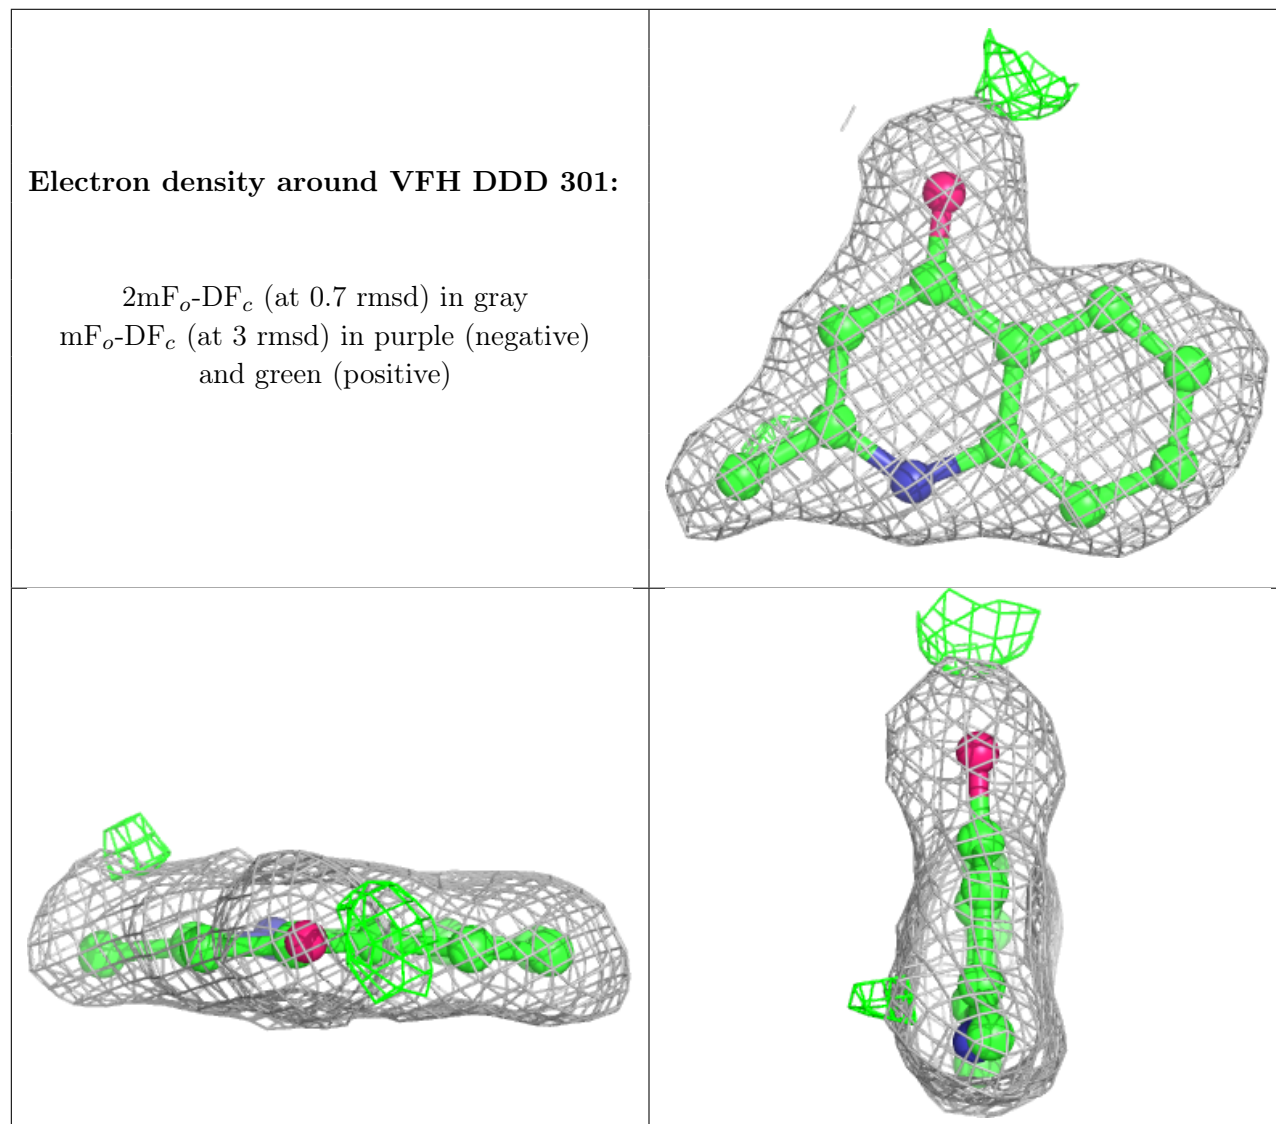 Electron density around VFH DDD 301:
2mFo-DFc (at 0.7 rmsd) in gray
mFo-DFc (at 3 rmsd) in purple (negative)
and green (positive)